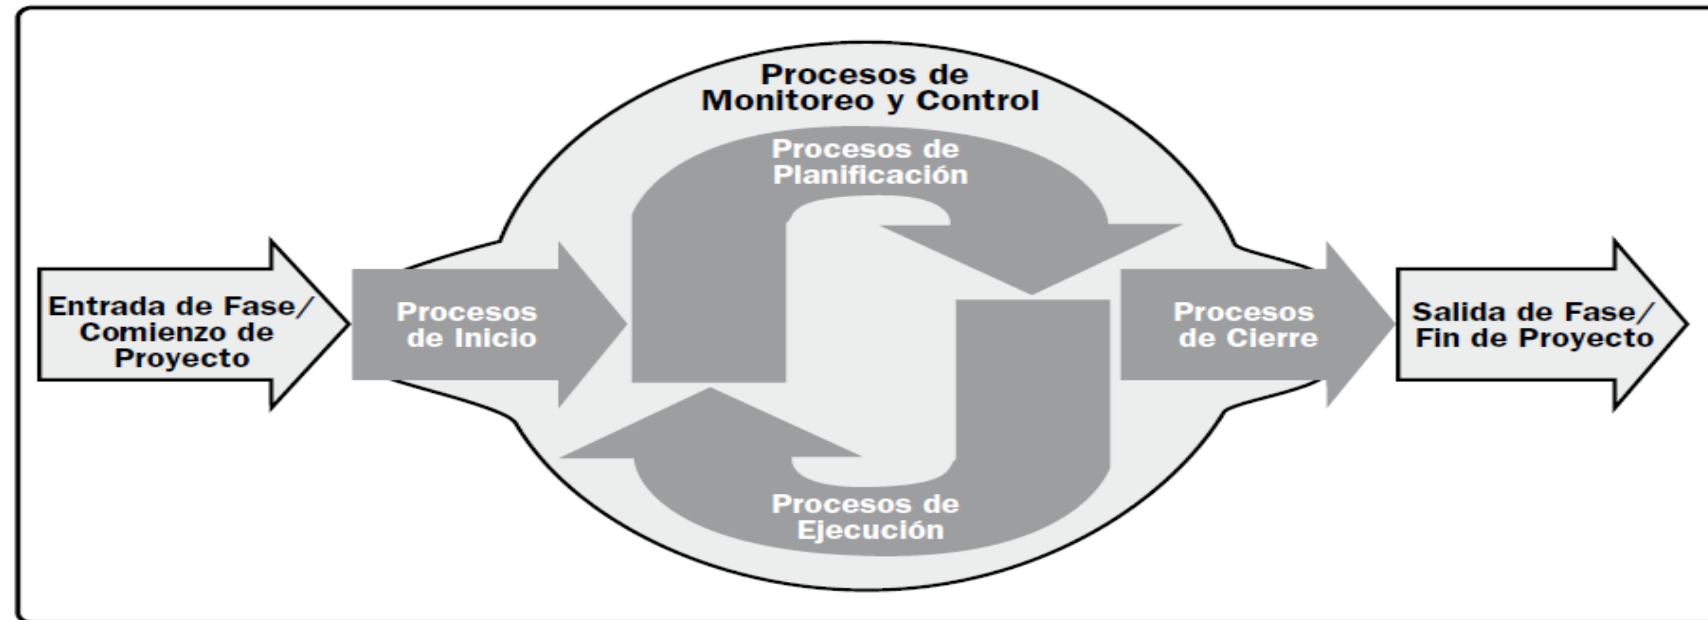 Procesos de
Monitoreo y Control
Procesos de
Planificación
Entrada de Fase/
Comienzo de
Proyecto
Procesos
de Inicio
Procesos
de Cierre
Salida de Fase/
Fin de Proyecto
Procesos de
Ejecución